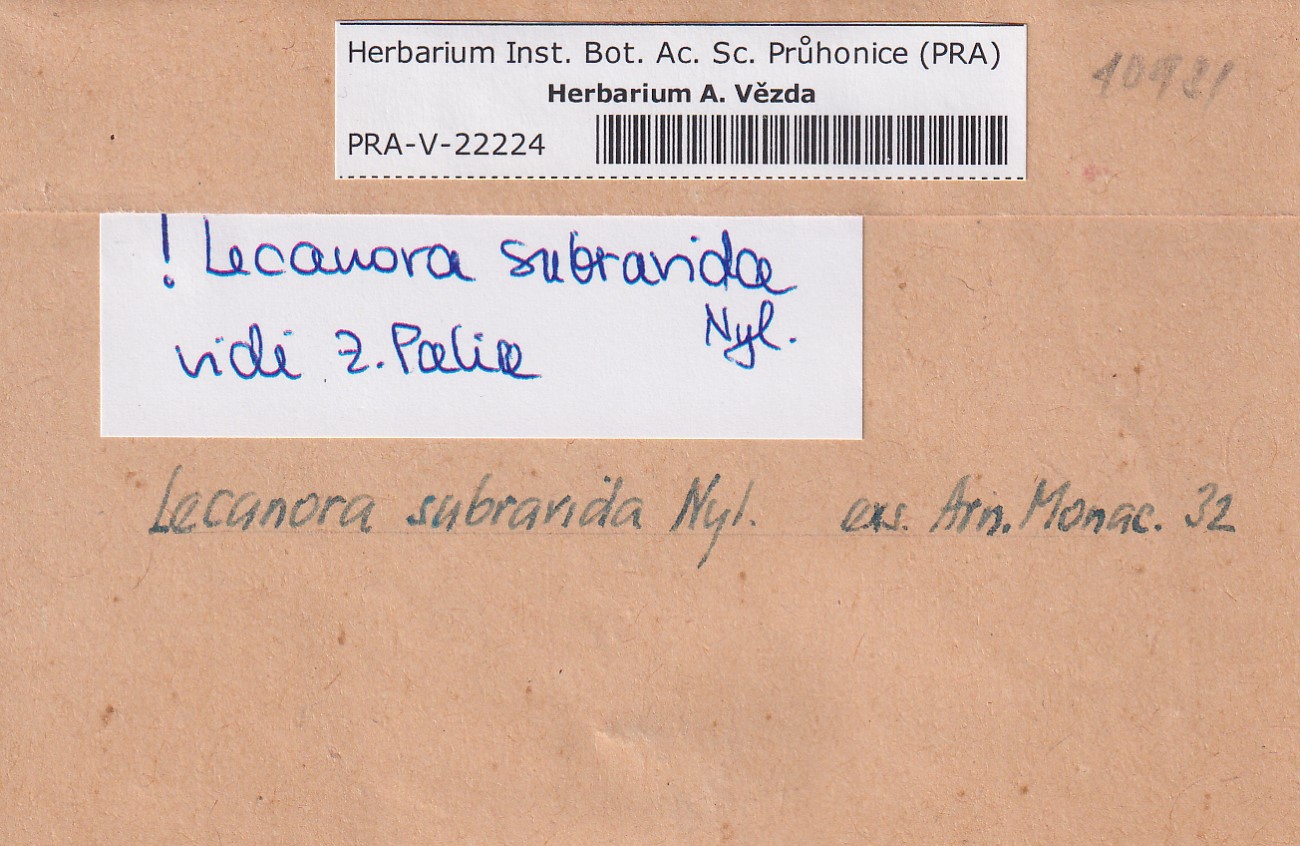 Herbarium Inst. Bot. Ac. Sc. Průhonice (PRA)
Herbarium A. Vězda
PRA-V-22224
10981
! Lecanora subravida
Nyl.
vidi Z. Palice
Lecanora subravida Nyl. exs. Arn. Monac. 32